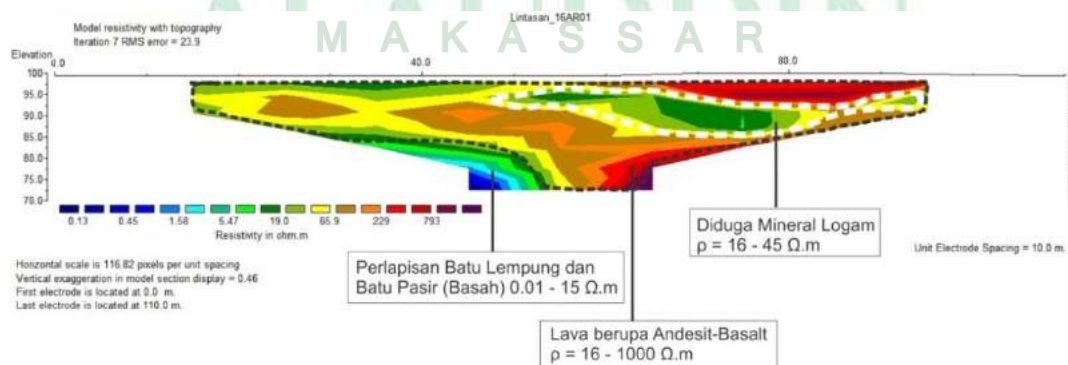 MAKASSAR
Lintasan_16AR01
Model resistivity with topography
Iteration 7 RMS error = 23.9
Elevation
0.0 40.0 80.0
100
95.0
90.0
85.0
80.0
75.0
70.0
0.13 0.45 1.58 5.47 19.0 65.9 229 793
Resistivity in ohm.m
Diduga Mineral Logam
ρ = 16 - 45 Ω.m
Unit Electrode Spacing = 10.0 m.
Perlapisan Batu Lempung dan
Batu Pasir (Basah) 0.01 - 15 Ω.m
Horizontal scale is 116.82 pixels per unit spacing
Vertical exaggeration in model section display = 0.46
First electrode is located at 0.0 m.
Last electrode is located at 110.0 m.
Lava berupa Andesit-Basalt
ρ = 16 - 1000 Ω.m